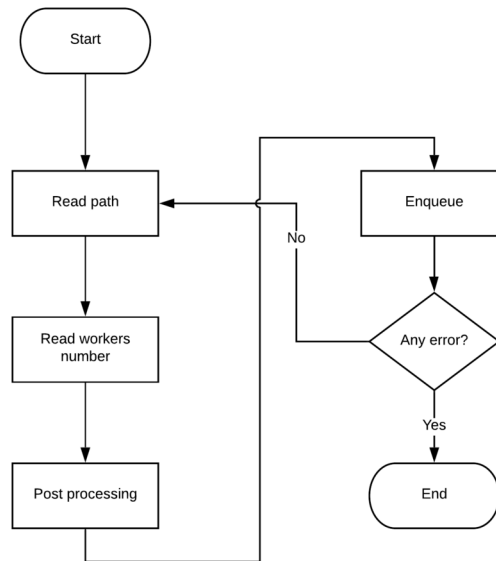 Start
Read path
Read workers
number
Post processing
Enqueue
No
Any error?
Yes
End